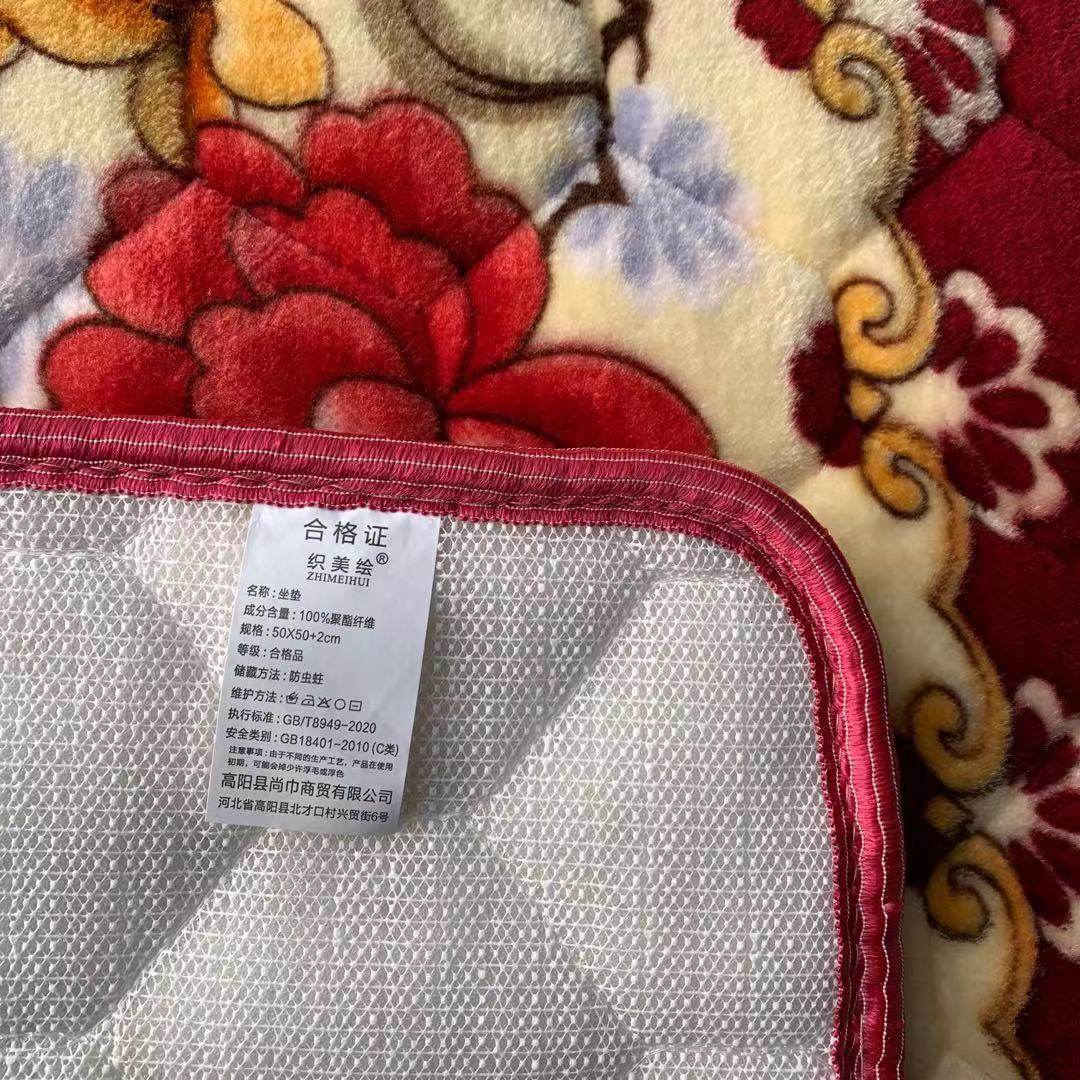 合格证
织美绘®
ZHIMEIHUI
名称：坐垫
成分含量：100%聚酯纤维
规格：50X50+2cm
等级：合格品
储藏方法：防虫蛀
维护方法：
执行标准：GB/T8949-2020
安全类别：GB18401-2010(C类)
注意事项：由于不同的生产工艺，产品在使用
初期，可能会掉少许浮毛或浮色
高阳县尚巾商贸有限公司
河北省高阳县北才口村兴贸街6号